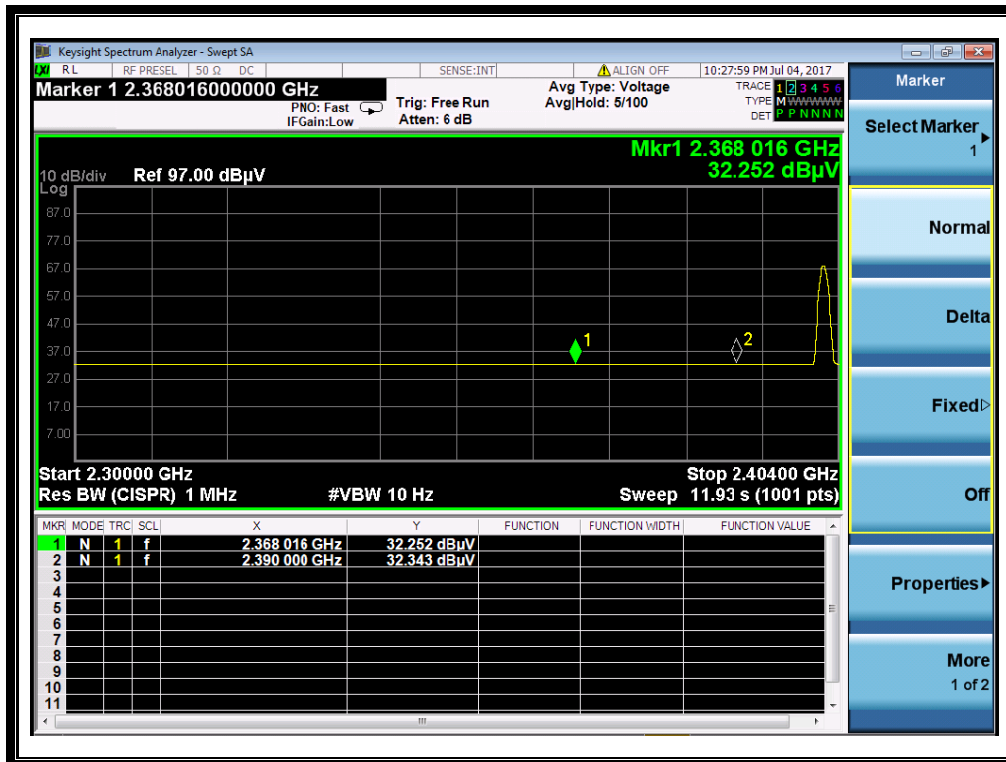 Keysight Spectrum Analyzer - Swept SA
LXI RL RF PRESEL 50 Ω DC SENSE:INT ALIGN OFF 10:27:59 PM Jul 04, 2017
Marker 1 2.368016000000 GHz
PNO: Fast
IFGain:Low
Trig: Free Run
Atten: 6 dB
Avg Type: Voltage
Avg|Hold: 5/100
TRACE 1 2 3 4 5 6
TYPE M W W W W W
DET P P N N N N
Mkr1 2.368 016 GHz
32.252 dBµV
10 dB/div Ref 97.00 dBµV
Log
87.0
77.0
67.0
57.0
47.0
37.0
27.0
17.0
7.00
1
2
Start 2.30000 GHz Stop 2.40400 GHz
Res BW (CISPR) 1 MHz #VBW 10 Hz Sweep 11.93 s (1001 pts)
MKR MODE TRC SCL X Y FUNCTION FUNCTION WIDTH FUNCTION VALUE
1 N 1 f 2.368 016 GHz 32.252 dBµV
2 N 1 f 2.390 000 GHz 32.343 dBµV
3
4
5
6
7
8
9
10
11
Marker
Select Marker
1
Normal
Delta
Fixed
Off
Properties
More
1 of 2